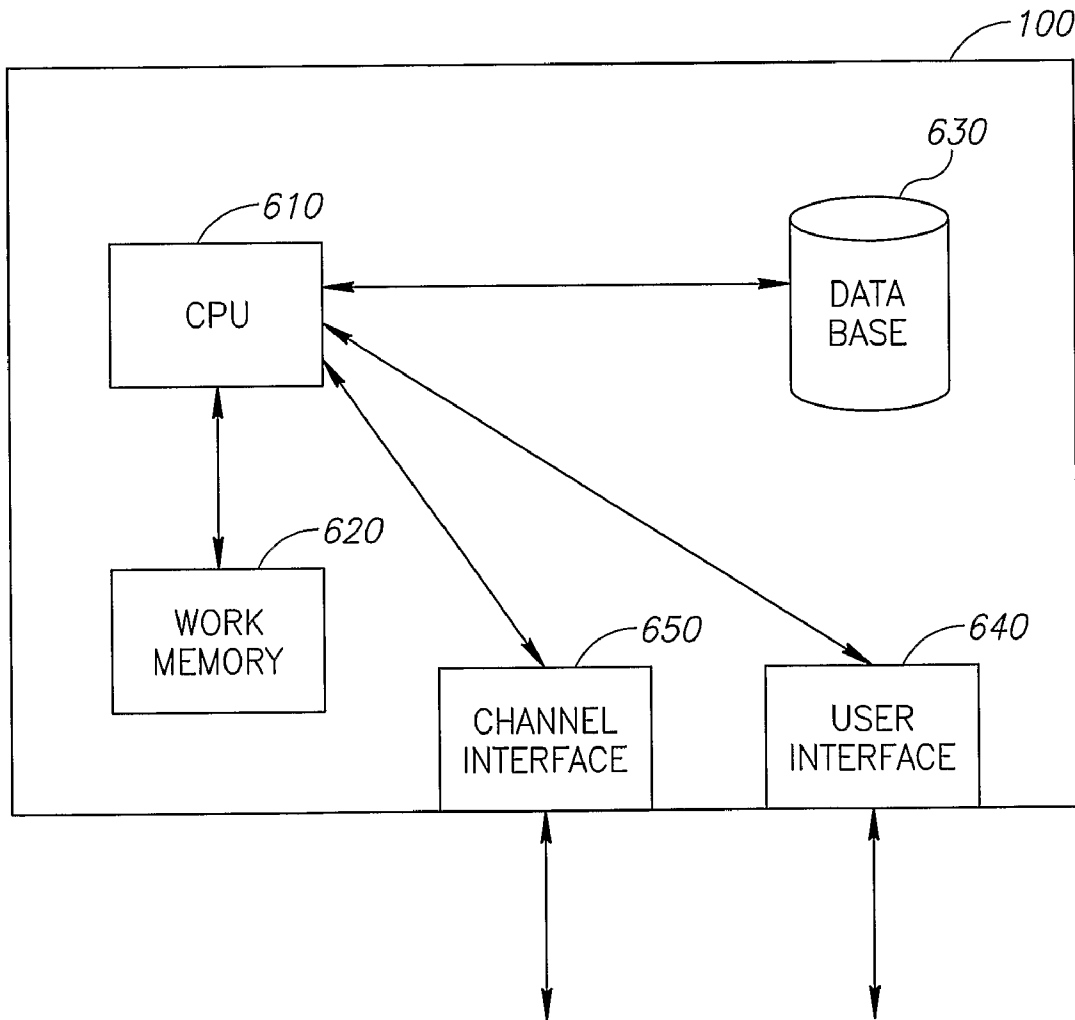 100
630
610
CPU
DATA
BASE
620
WORK
MEMORY
650
640
CHANNEL
INTERFACE
USER
INTERFACE